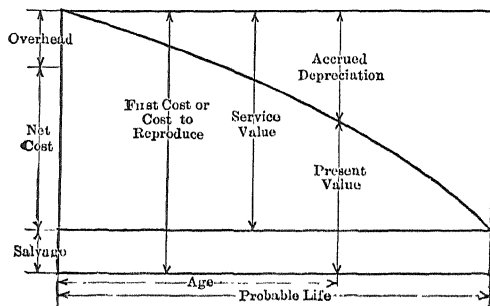 Overhead
Net
Cost
Salvage
First Cost or
Cost to
Reproduce
Service
Value
Accrued
Depreciation
Present
Value
Age
Probable Life